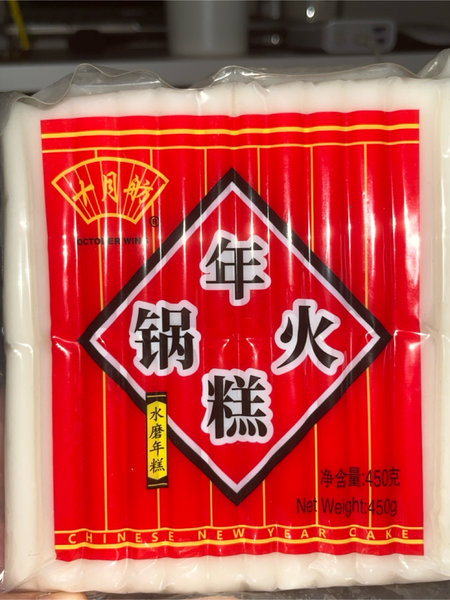 十月舫
®
OCTOBER WING
年
锅 火
糕
水磨年糕
净含量:450克
Net Weight:450g
CHINESE NEW YEAR CAKE